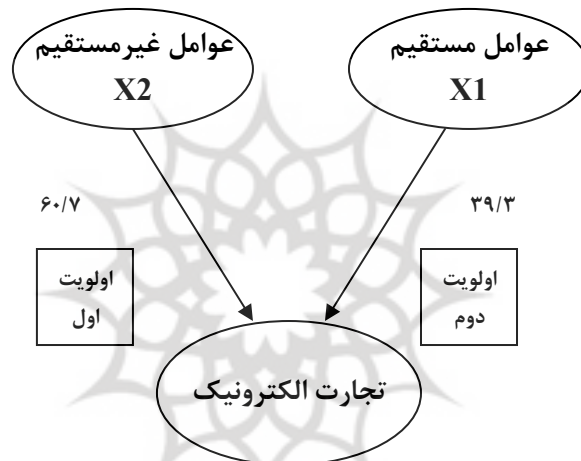 عوامل مستقیم
X1
عوامل غیرمستقیم
X2
۳۹/۳
۶۰/۷
اولویت
دوم
اولویت
اول
تجارت الکترونیک